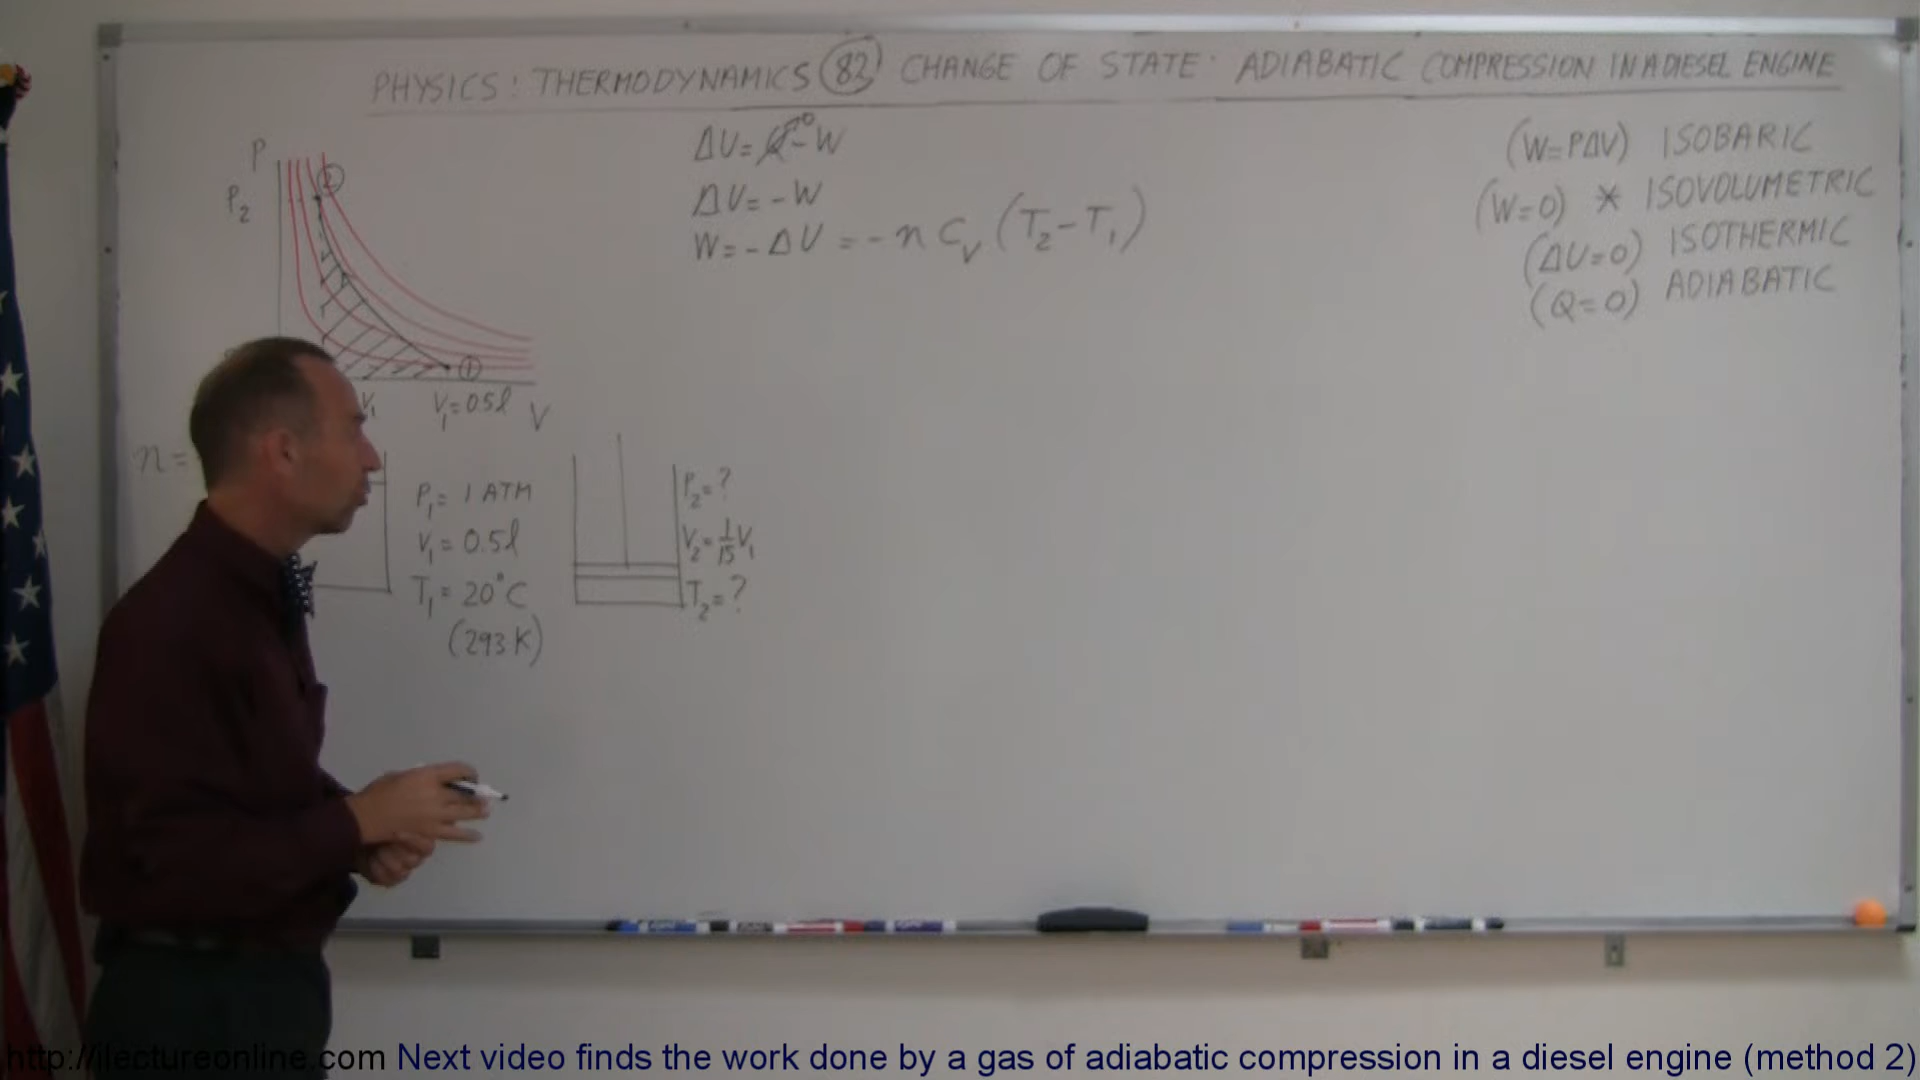 PHYSICS: THERMODYNAMICS (82) CHANGE OF STATE: ADIABATIC COMPRESSION IN A DIESEL ENGINE
ΔU=Q→0-W
ΔU=-W
W=-ΔU=-nCᵥ(T₂-T₁)
(W=PΔV) ISOBARIC
(W=0) * ISOVOLUMETRIC
(ΔU=0) ISOTHERMIC
(Q=0) ADIABATIC
P
②
P₂
①
V₁
V₁=0.5l
V
n=
P₁= 1 ATM
V₁= 0.5l
T₁= 20°C
(293K)
P₂=?
V₂=1/15 V₁
T₂=?
http://ilectureonline.com Next video finds the work done by a gas of adiabatic compression in a diesel engine (method 2)